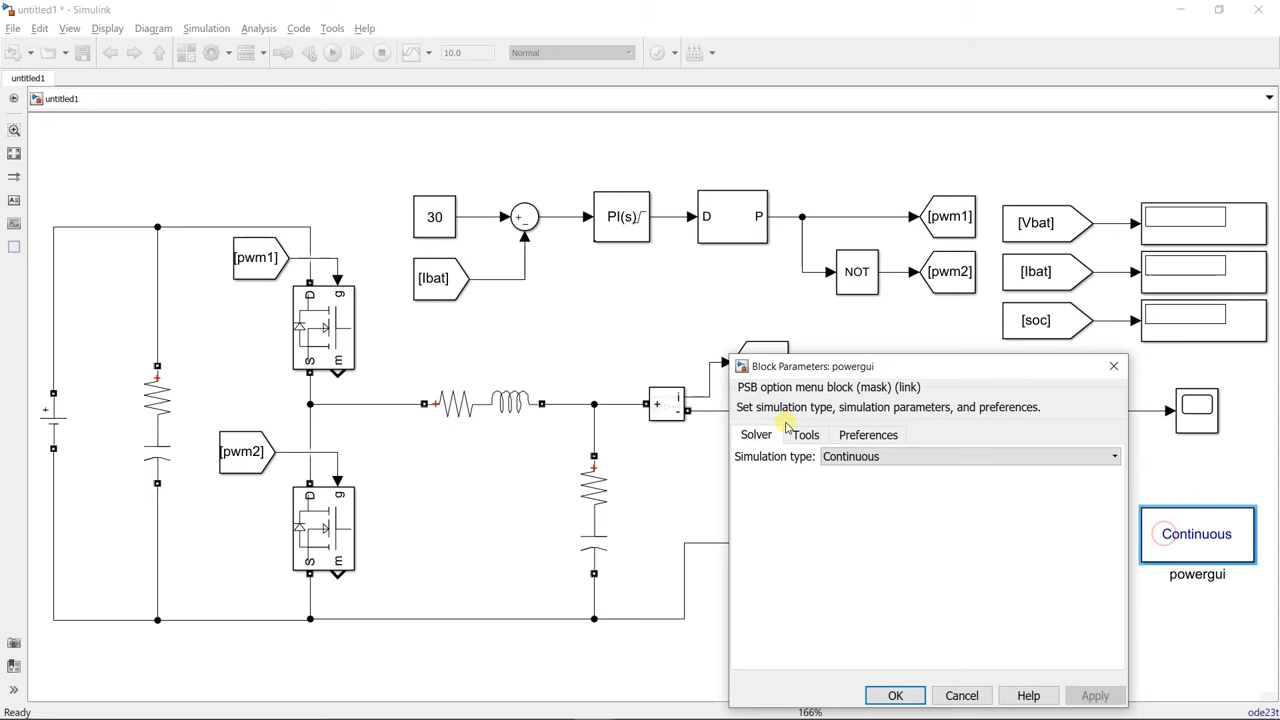 untitled1 * - Simulink
File Edit View Display Diagram Simulation Analysis Code Tools Help
10.0 Normal
untitled1
untitled1
30
[Ibat]
+
−
PI(s)
D P
NOT
[pwm1]
[pwm2]
[Vbat]
[Ibat]
[soc]
[pwm1]
D g
S m
[pwm2]
D g
S m
+
+
+
+
+ i
-
Block Parameters: powergui
PSB option menu block (mask) (link)
Set simulation type, simulation parameters, and preferences.
Solver Tools Preferences
Simulation type: Continuous
OK Cancel Help Apply
Continuous
powergui
Ready 166% ode23t